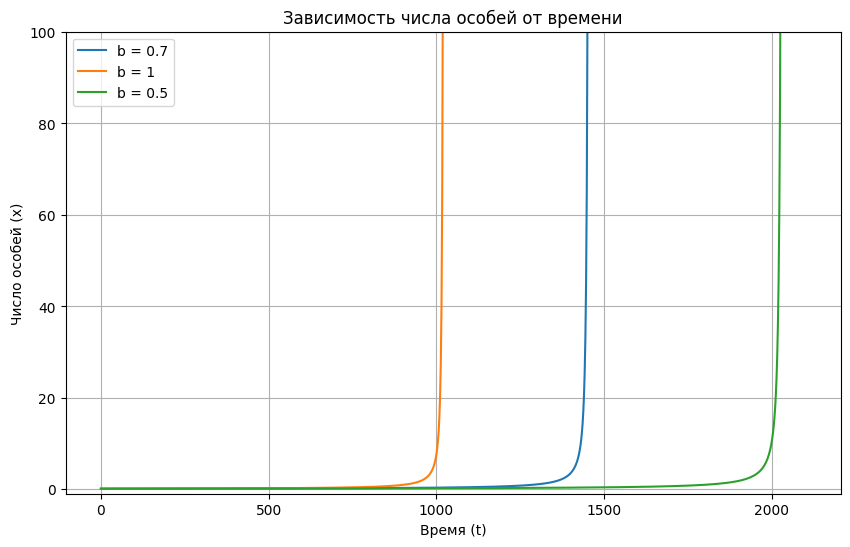 Зависимость числа особей от времени
b = 0.7
b = 1
b = 0.5
Число особей (x)
100
80
60
40
20
0
0 500 1000 1500 2000
Время (t)